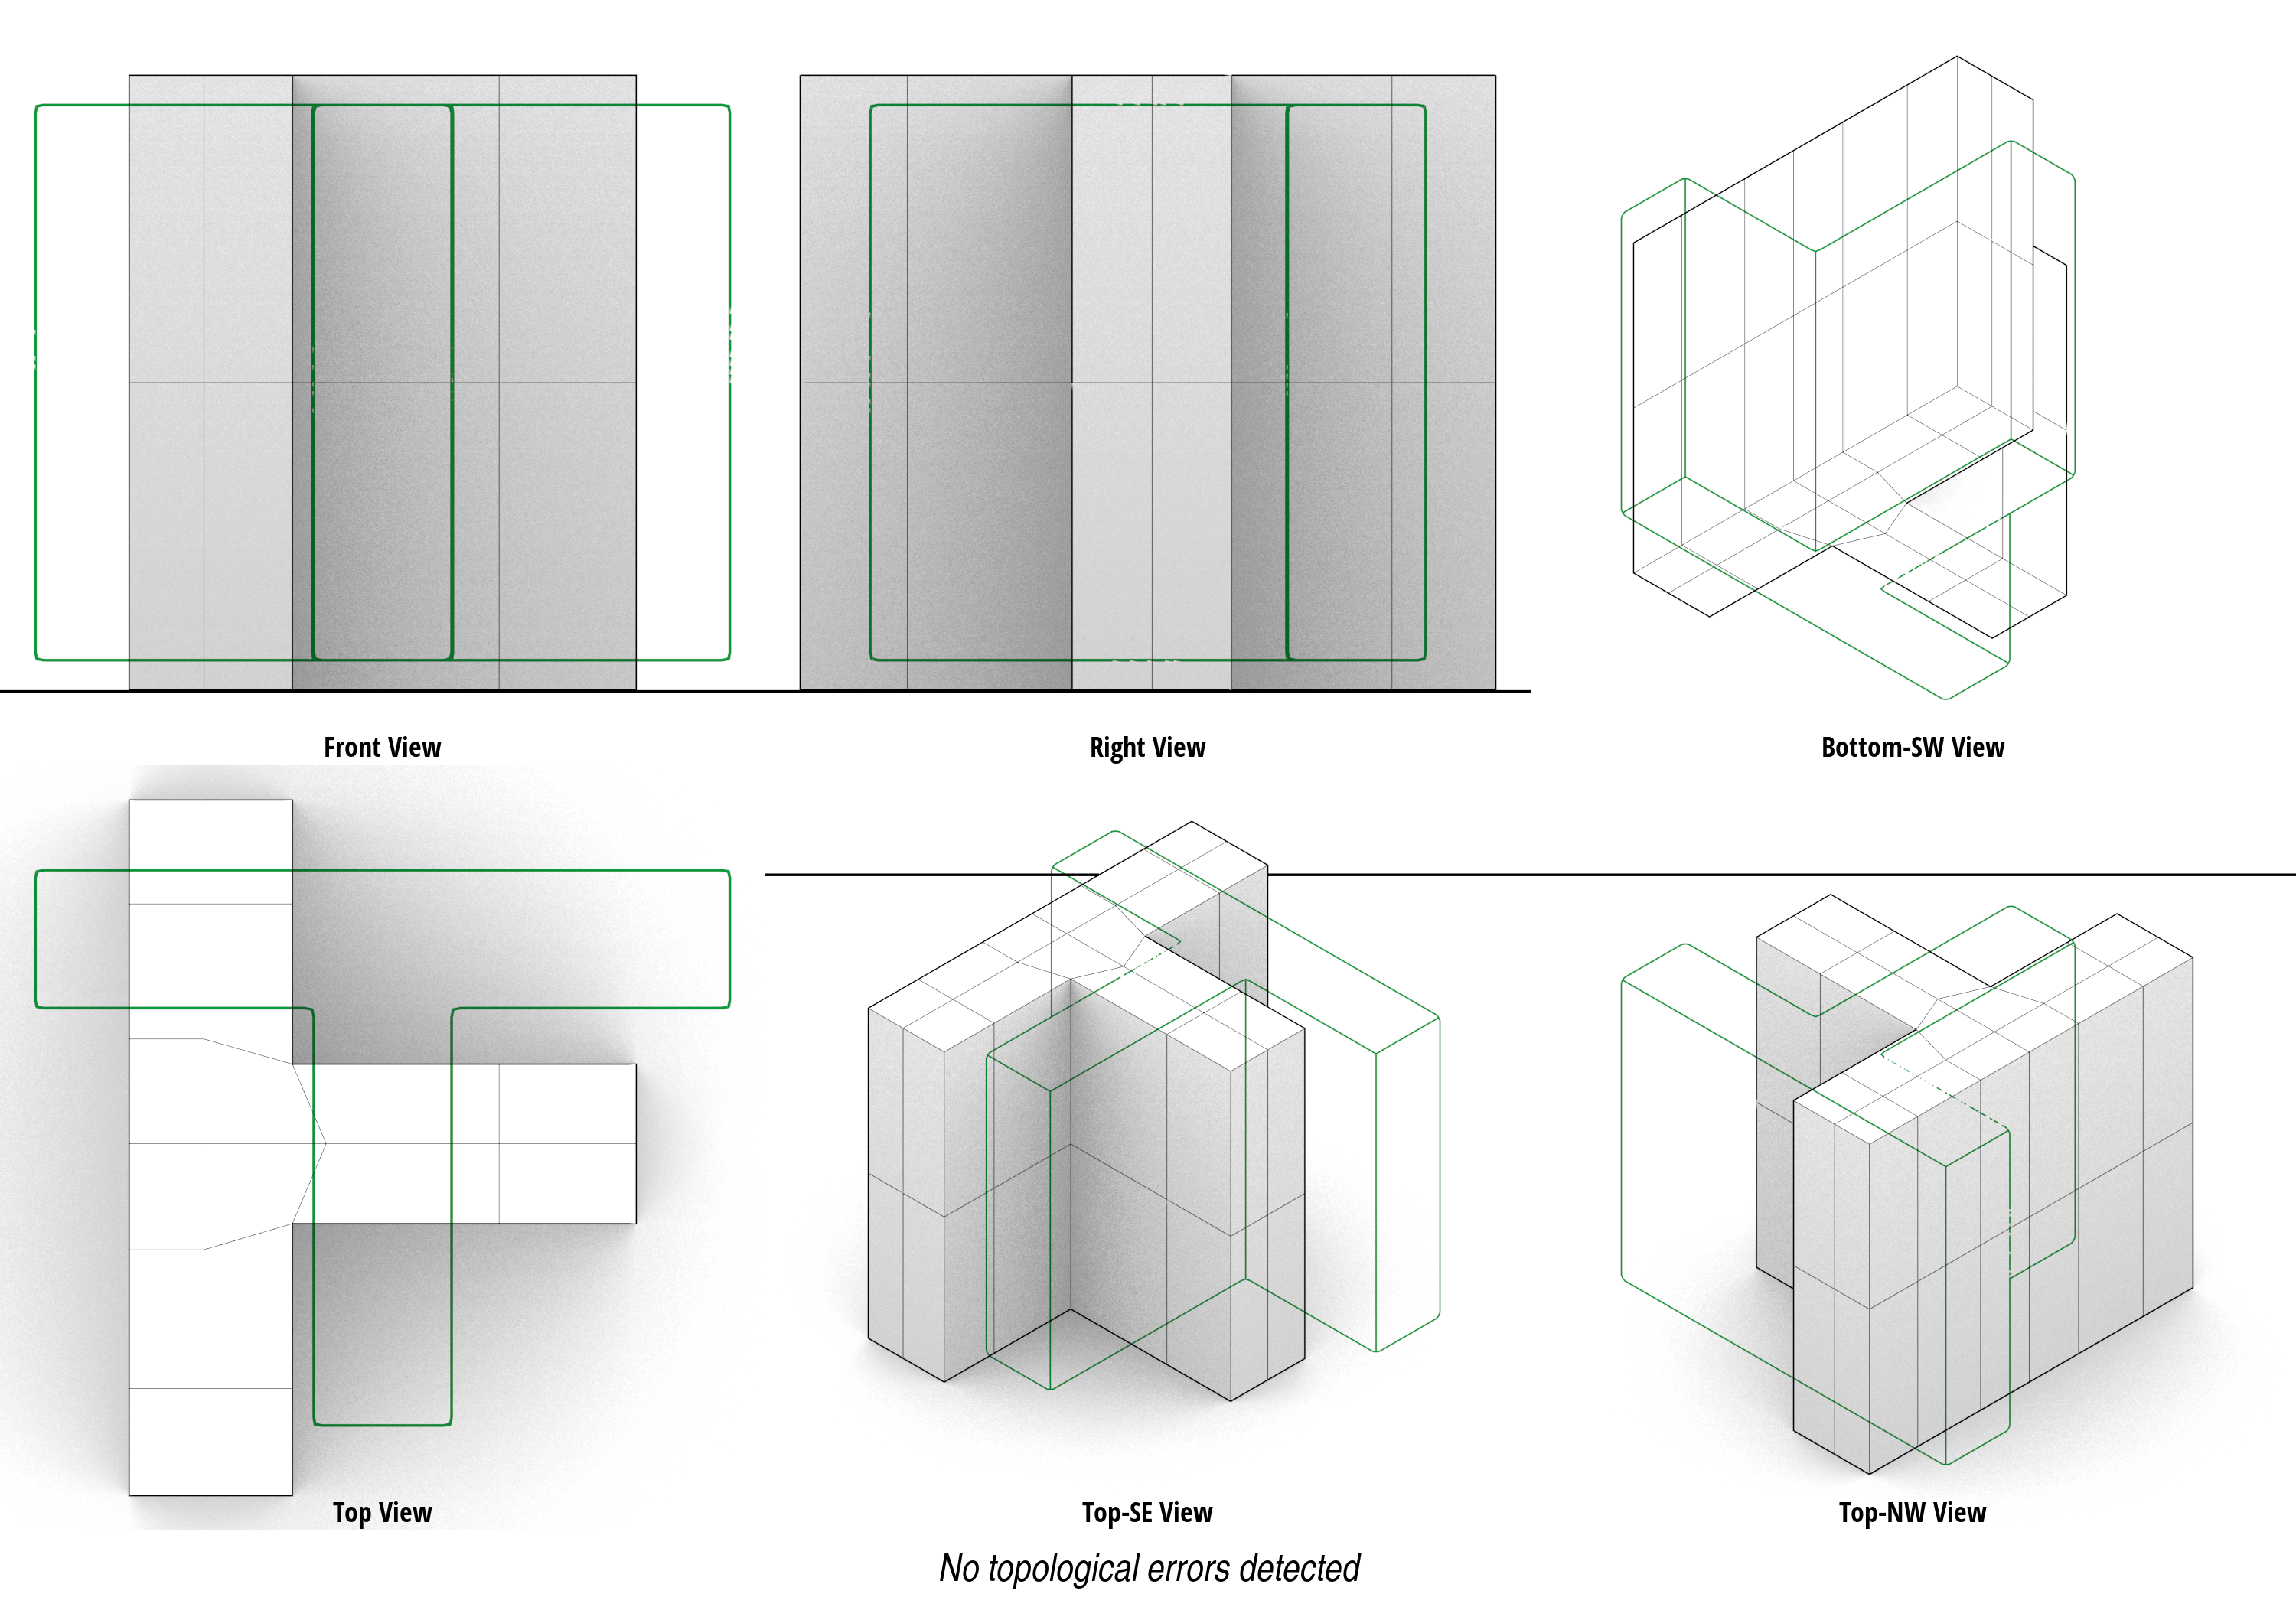 Front View
Right View
Bottom-SW View
Top View
Top-SE View
Top-NW View
No topological errors detected